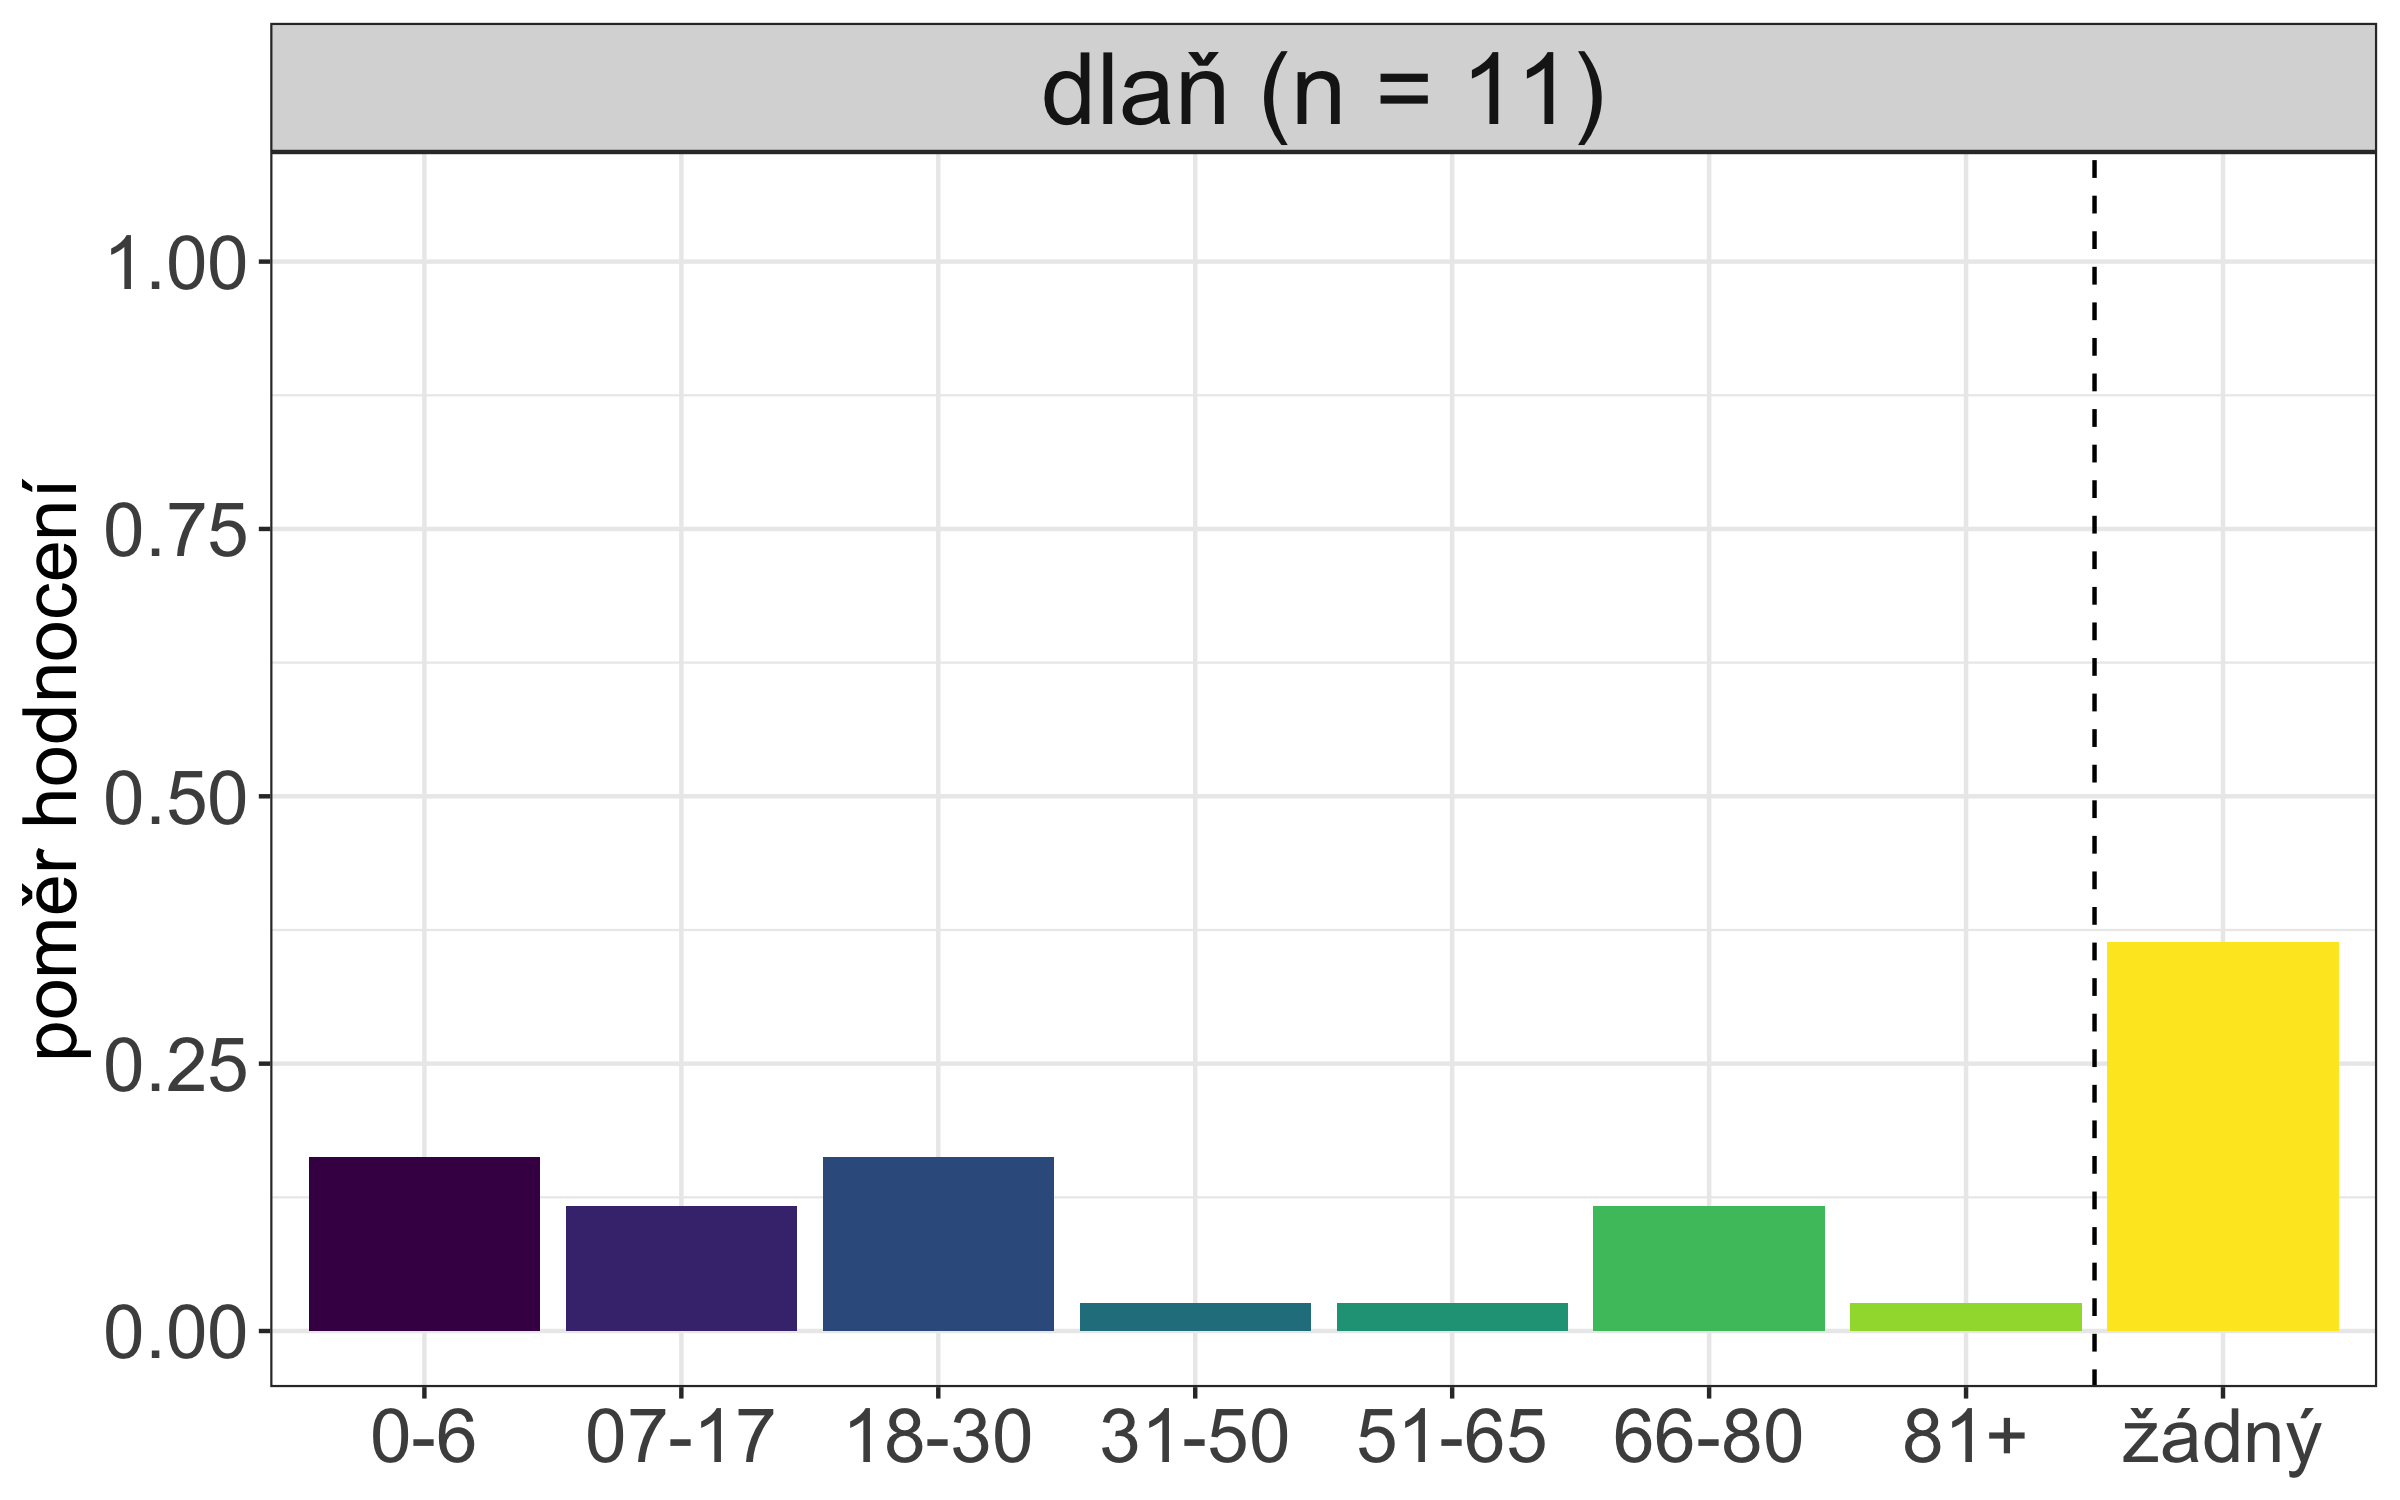 dlaň (n = 11)
poměr hodnocení
1.00
0.75
0.50
0.25
0.00
0-6 07-17 18-30 31-50 51-65 66-80 81+ žádný